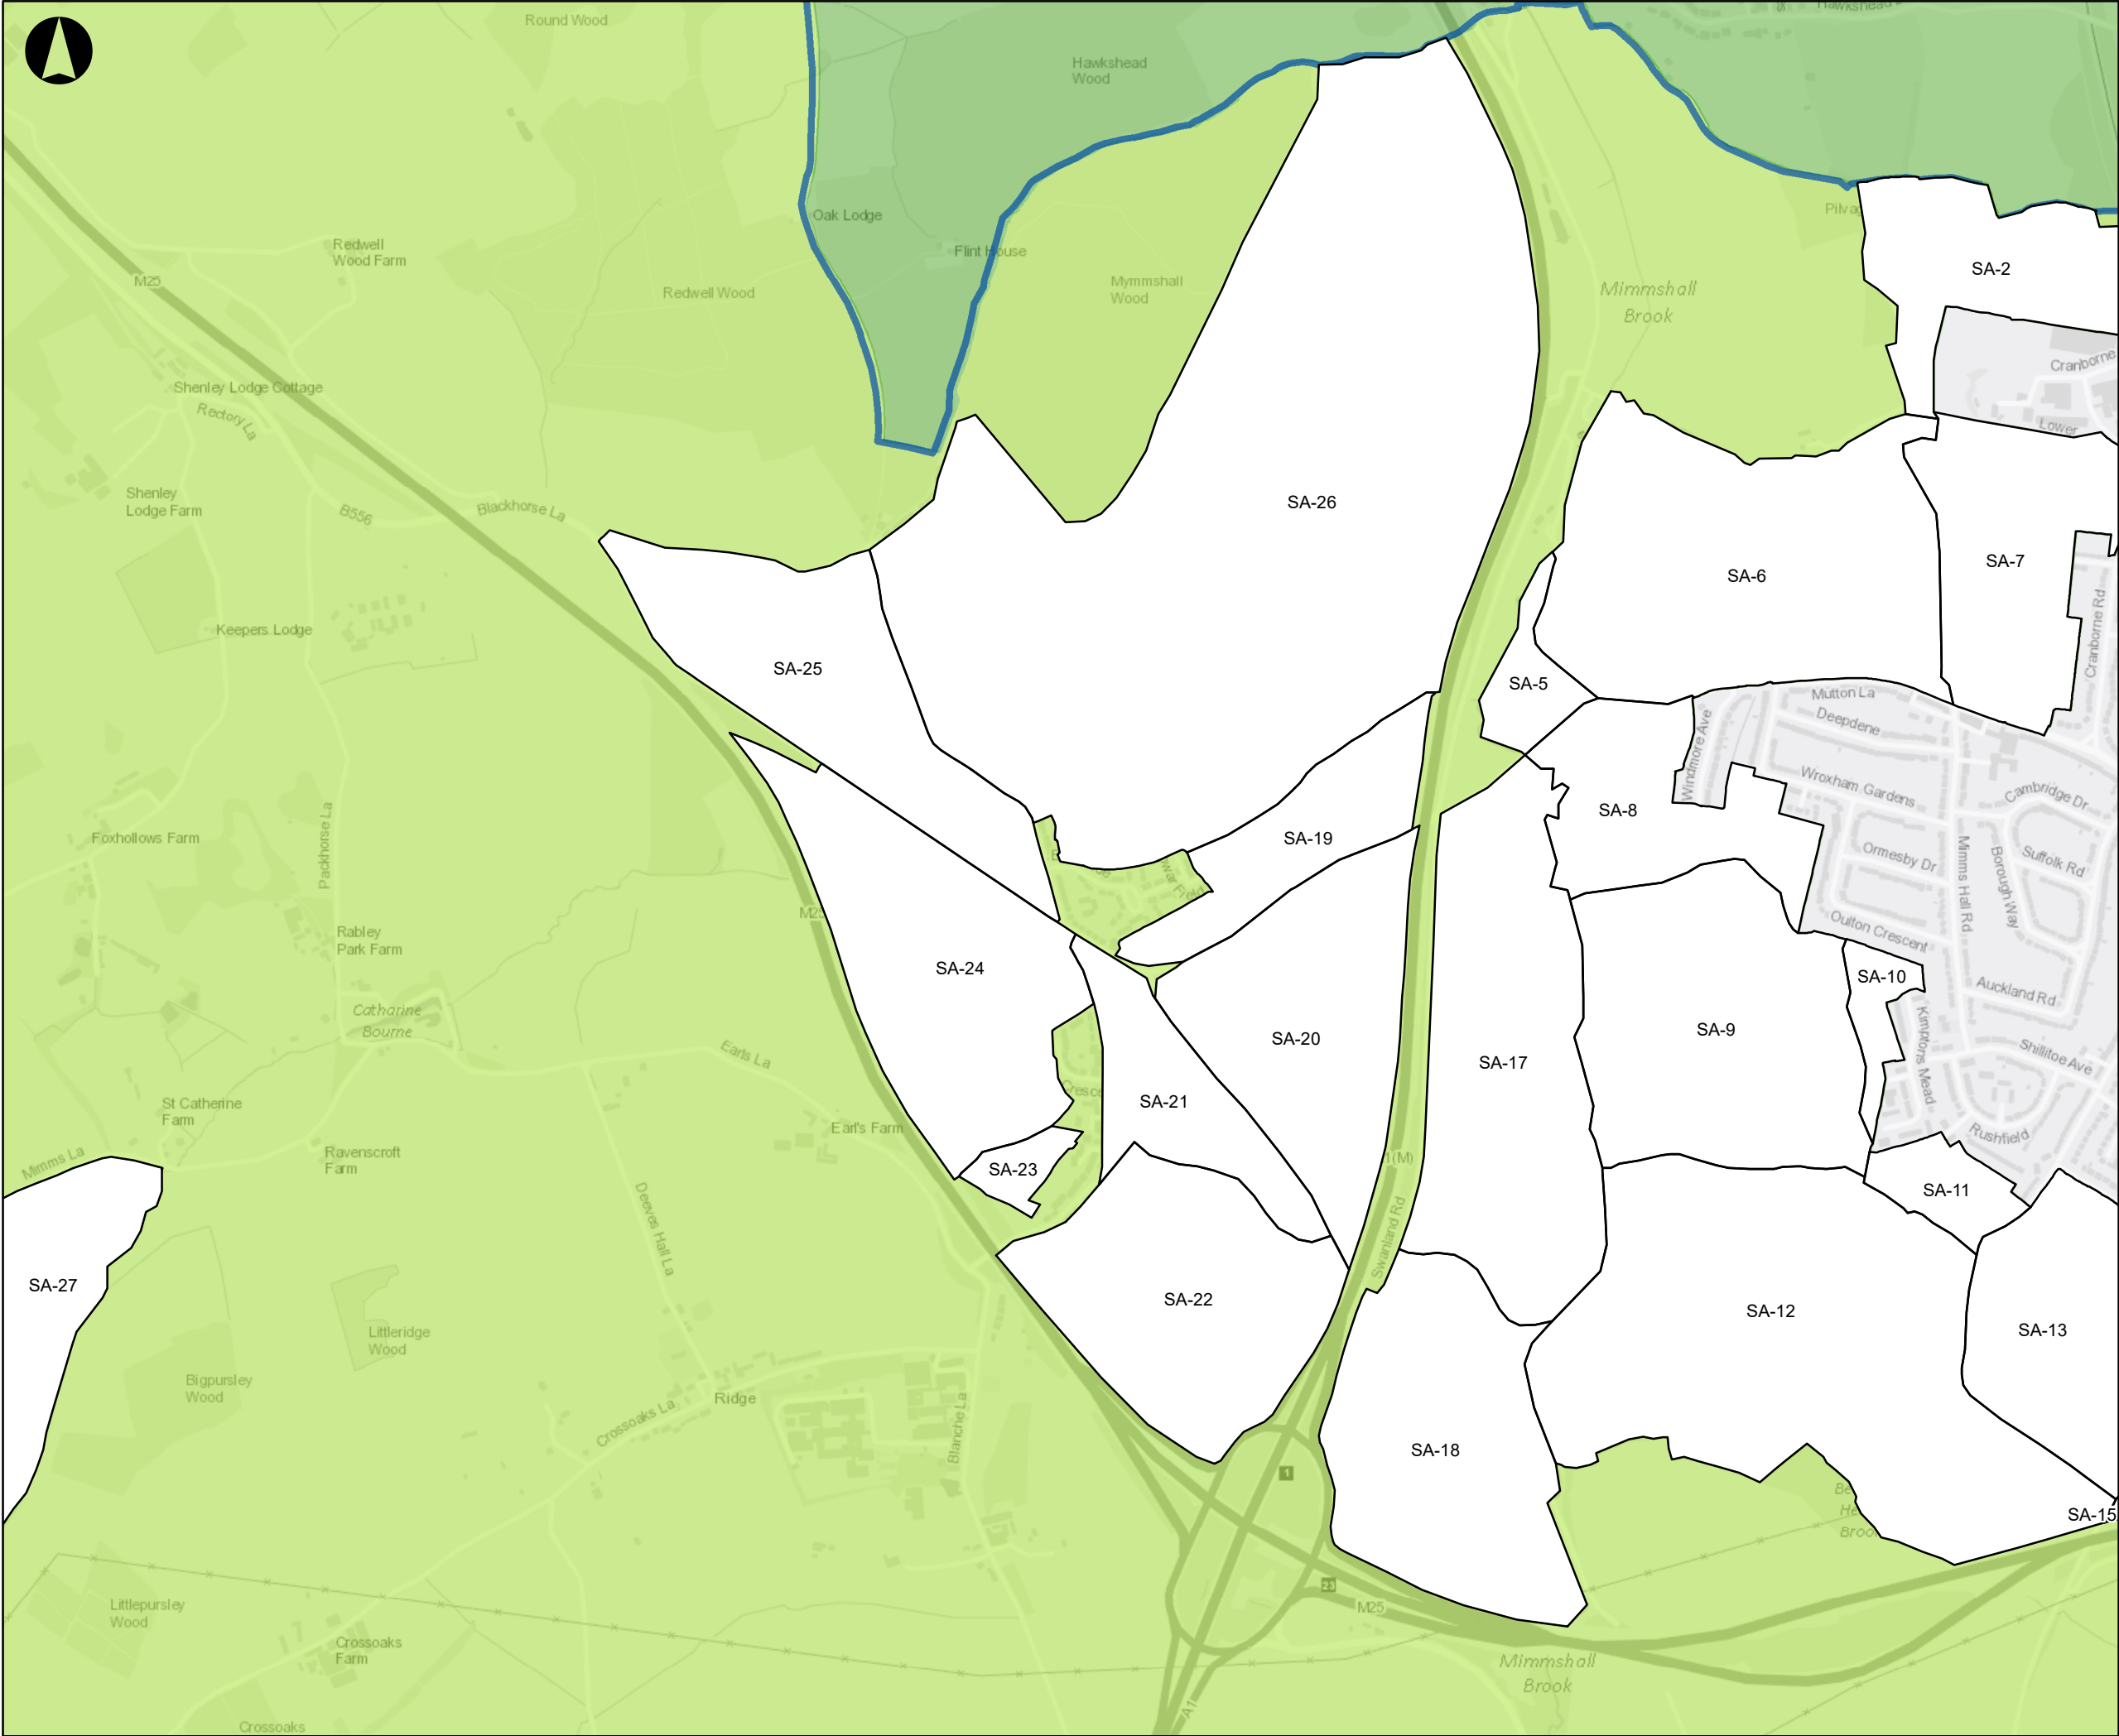 Round Wood
Hawkshead
Wood
Oak Lodge
Flint House
Redwell
Wood Farm
M25
Redwell Wood
Mymmshall
Wood
Mimmshall
Brook
SA-2
Cranborne
Lower
Shenley Lodge Cottage
Rectory La
Shenley
Lodge Farm
B556
Blackhorse La
SA-26
SA-6
SA-7
Keepers Lodge
SA-25
SA-5
Cranborne Rd
Mutton La
Deepdene
Windmore Ave
Wroxham Gardens
Cambridge Dr
Foxhollows Farm
Packhorse La
SA-19
SA-8
Ormesby Dr
Mimms Hall Rd
Borough Way
Suffolk Rd
M25
Rabley
Park Farm
Oulton Crescent
SA-24
SA-10
Auckland Rd
Catharine
Bourne
Earls La
SA-20
SA-9
SA-17
Kimptons Mead
Shillitoe Ave
St Catherine
Farm
Earl's Farm
SA-21
Rushfield
Mimms La
Ravenscroft
Farm
SA-23
1(M)
SA-11
Deeves Hall La
Swanland Rd
SA-27
SA-22
SA-12
SA-13
Littleridge
Wood
Bigpursley
Wood
Ridge
Crossoaks La
Blanche La
SA-18
1
SA-15
23
M25
Littlepursley
Wood
Crossoaks
Farm
Mimmshall
Brook
A1
Crossoaks